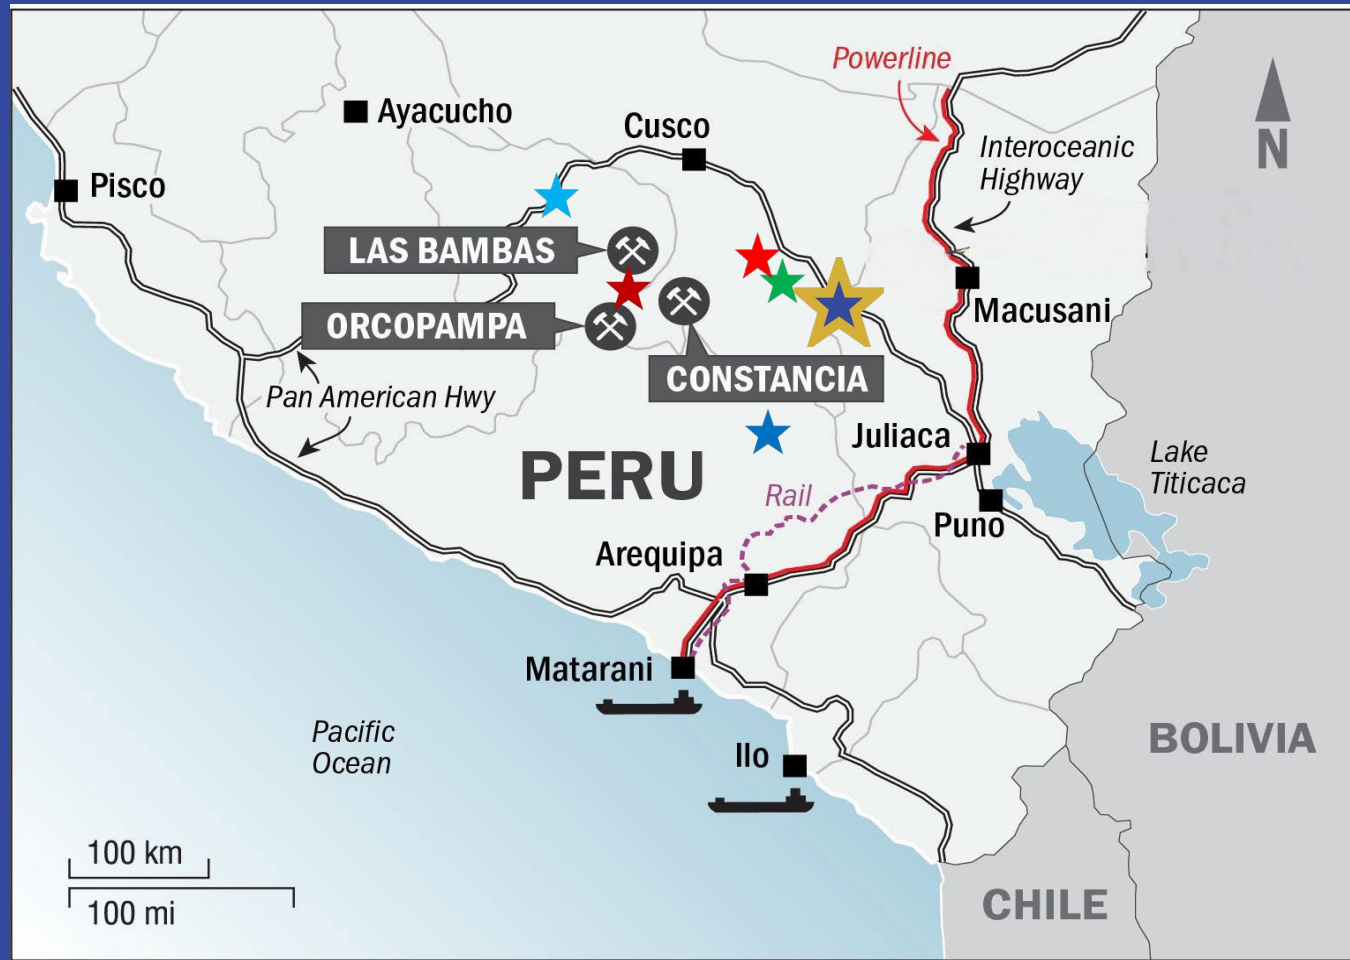 Powerline
Ayacucho
Cusco
Interoceanic
Highway
N
Pisco
LAS BAMBAS
Macusani
ORCOPAMPA
CONSTANCIA
Pan American Hwy
Juliaca
Lake
Titicaca
PERU
Rail
Puno
Arequipa
Matarani
Pacific
Ocean
Ilo
BOLIVIA
100 km
100 mi
CHILE